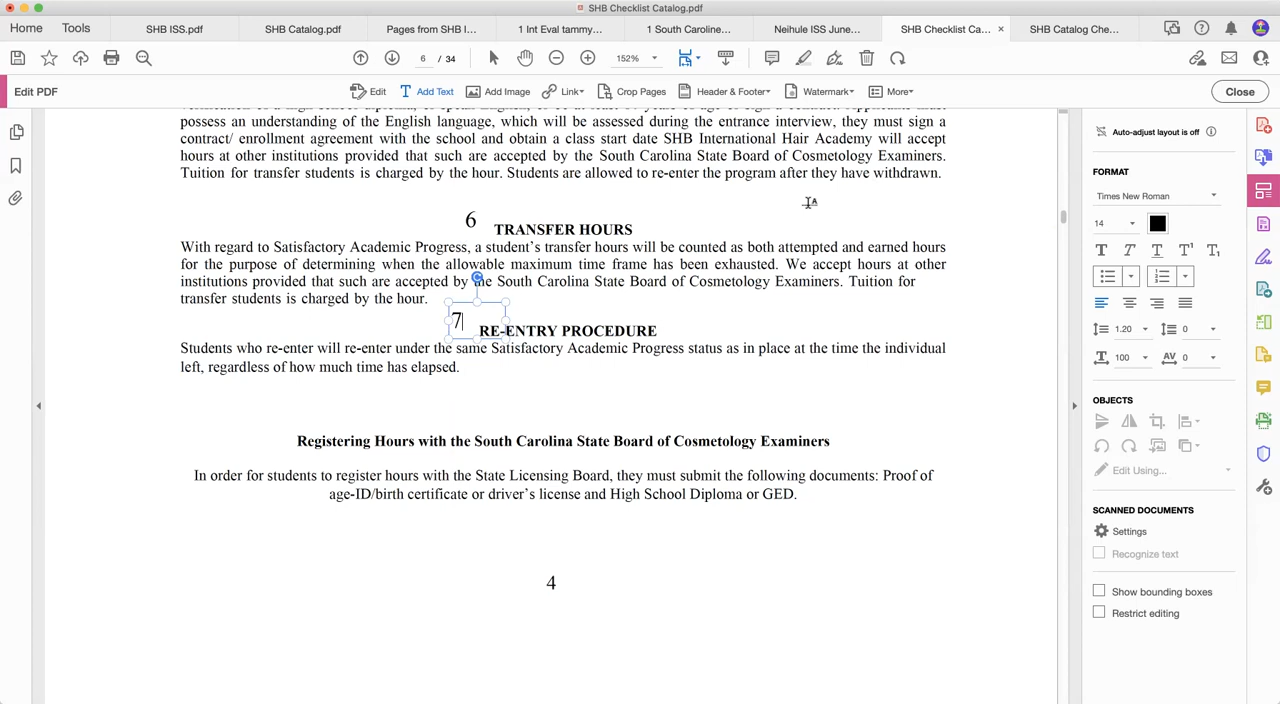 SHB Checklist Catalog.pdf
Home
Tools
SHB ISS.pdf
SHB Catalog.pdf
Pages from SHB I...
1 Int Eval tammy...
1 South Caroline...
Neihule ISS June...
SHB Checklist Ca...
SHB Catalog Che...
6 / 34
152%
Edit PDF
Edit
Add Text
Add Image
Link
Crop Pages
Header & Footer
Watermark
More
Close
possess an understanding of the English language, which will be assessed during the entrance interview, they must sign a
contract/ enrollment agreement with the school and obtain a class start date SHB International Hair Academy will accept
hours at other institutions provided that such are accepted by the South Carolina State Board of Cosmetology Examiners.
Tuition for transfer students is charged by the hour. Students are allowed to re-enter the program after they have withdrawn.
6
TRANSFER HOURS
With regard to Satisfactory Academic Progress, a student's transfer hours will be counted as both attempted and earned hours
for the purpose of determining when the allowable maximum time frame has been exhausted. We accept hours at other
institutions provided that such are accepted by the South Carolina State Board of Cosmetology Examiners. Tuition for
transfer students is charged by the hour.
7
RE-ENTRY PROCEDURE
Students who re-enter will re-enter under the same Satisfactory Academic Progress status as in place at the time the individual
left, regardless of how much time has elapsed.
Registering Hours with the South Carolina State Board of Cosmetology Examiners
In order for students to register hours with the State Licensing Board, they must submit the following documents: Proof of
age-ID/birth certificate or driver's license and High School Diploma or GED.
4
Auto-adjust layout is off
FORMAT
Times New Roman
14
1.20
0
100
AV
0
OBJECTS
Edit Using...
SCANNED DOCUMENTS
Settings
Recognize text
Show bounding boxes
Restrict editing